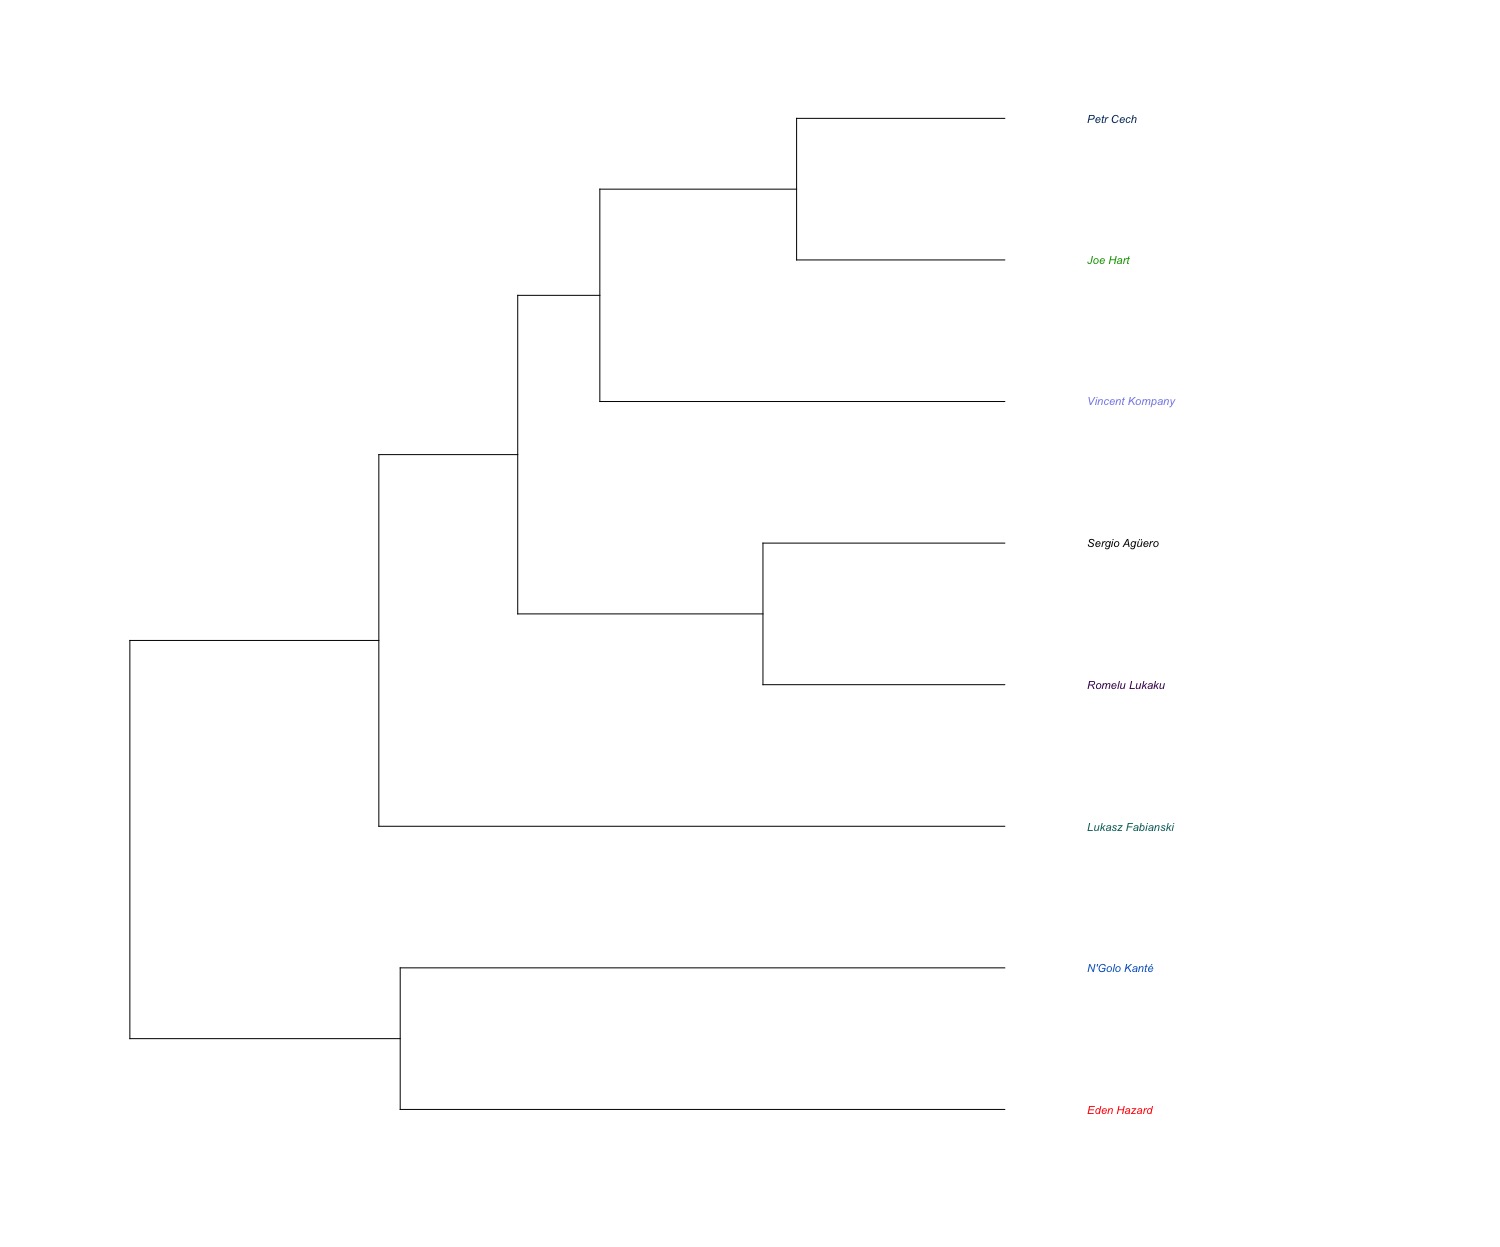 Petr Cech
Joe Hart
Vincent Kompany
Sergio Agüero
Romelu Lukaku
Lukasz Fabianski
N'Golo Kanté
Eden Hazard